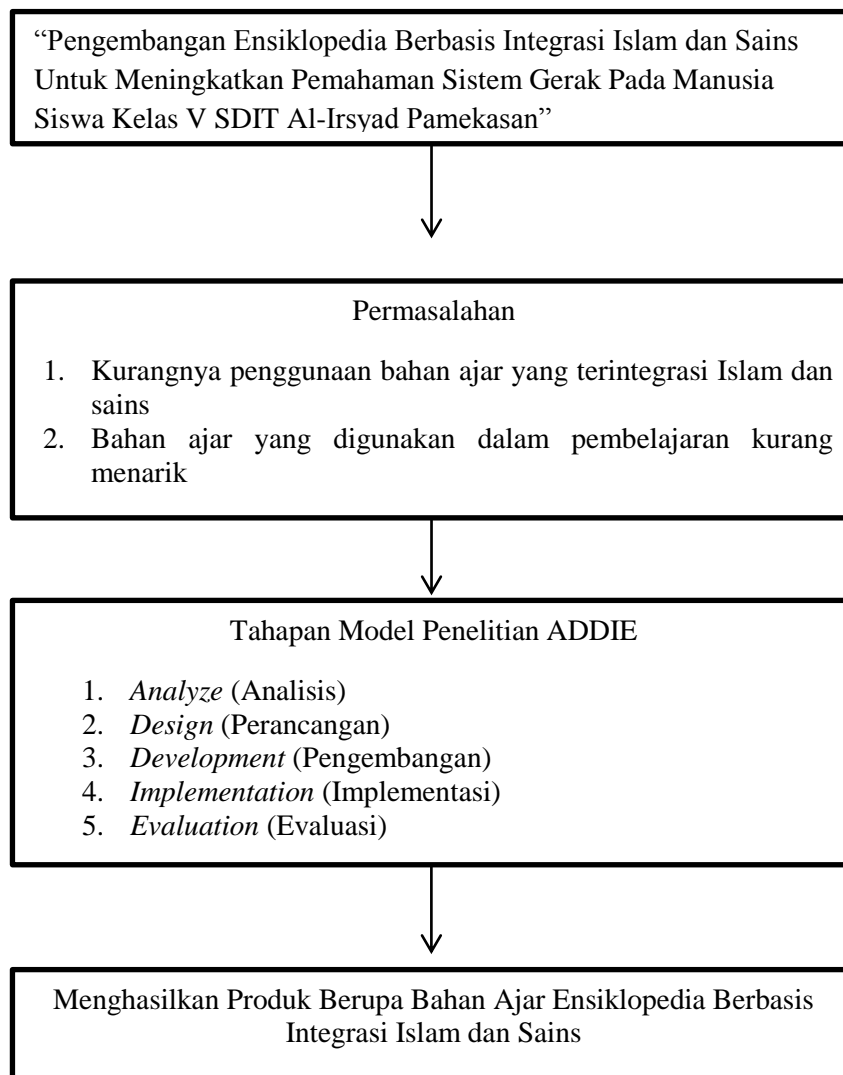 “Pengembangan Ensiklopedia Berbasis Integrasi Islam dan Sains
Untuk Meningkatkan Pemahaman Sistem Gerak Pada Manusia
Siswa Kelas V SDIT Al-Irsyad Pamekasan”
Permasalahan
1. Kurangnya penggunaan bahan ajar yang terintegrasi Islam dan
sains
2. Bahan ajar yang digunakan dalam pembelajaran kurang
menarik
Tahapan Model Penelitian ADDIE
1. Analyze (Analisis)
2. Design (Perancangan)
3. Development (Pengembangan)
4. Implementation (Implementasi)
5. Evaluation (Evaluasi)
Menghasilkan Produk Berupa Bahan Ajar Ensiklopedia Berbasis
Integrasi Islam dan Sains